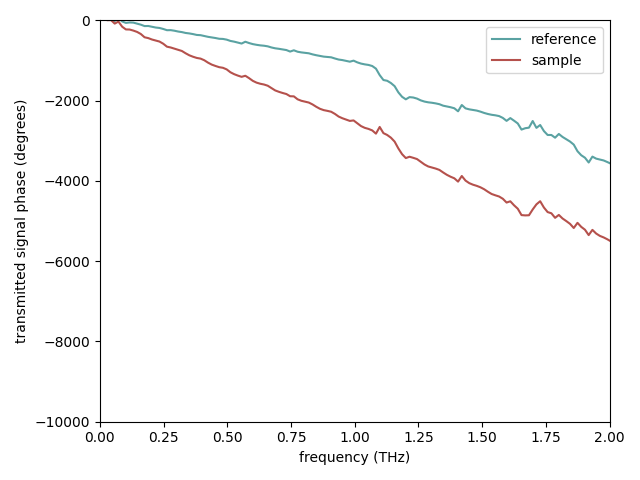 transmitted signal phase (degrees)
0
−2000
−4000
−6000
−8000
−10000
reference
sample
0.00 0.25 0.50 0.75 1.00 1.25 1.50 1.75 2.00
frequency (THz)